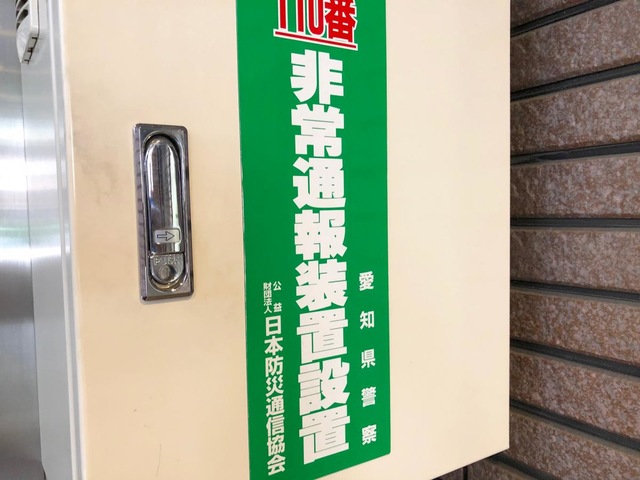 110番
非常通報装置設置
愛知県警察
公益
財団法人
日本防災通信協会
PUSH